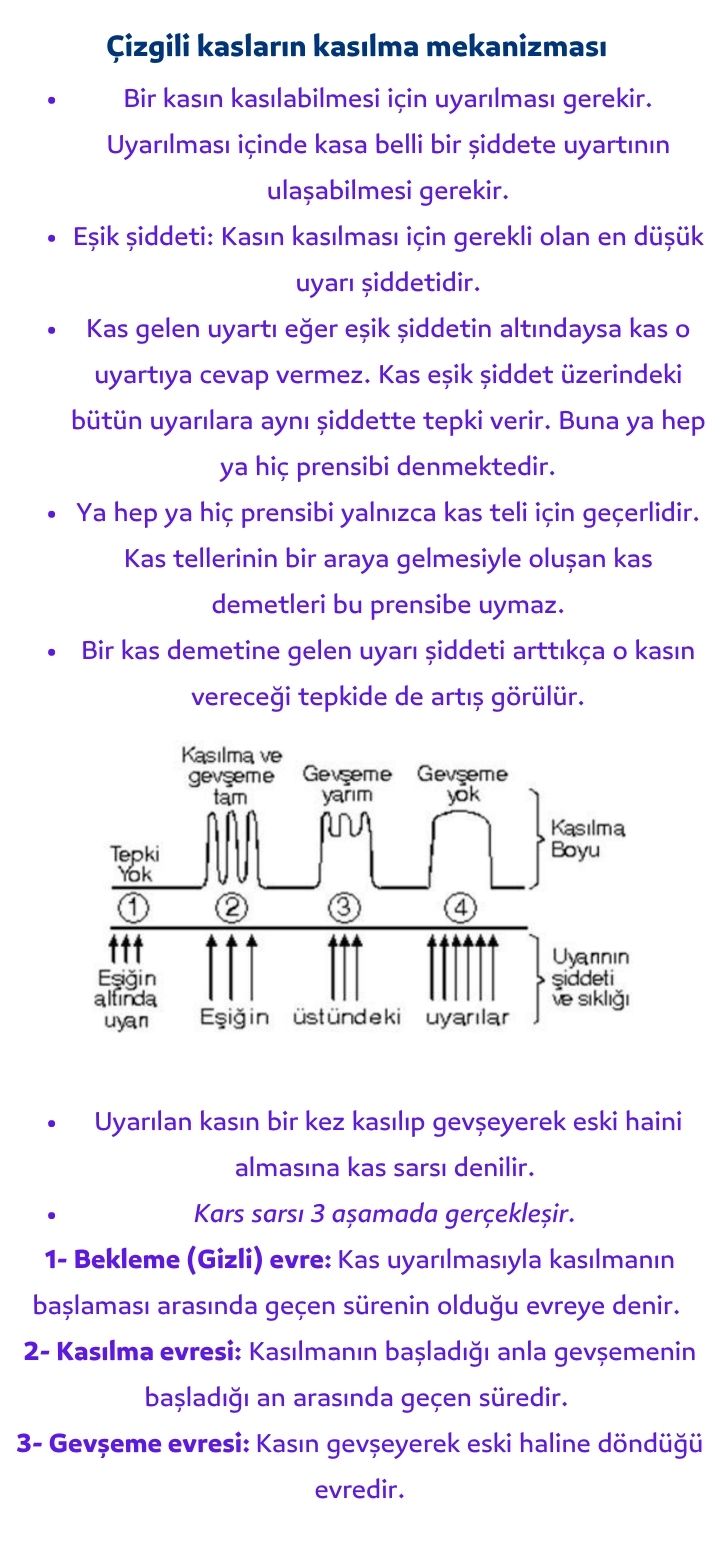 Çizgili kasların kasılma mekanizması
• Bir kasın kasılabilmesi için uyarılması gerekir.
Uyarılması içinde kasa belli bir şiddete uyartının
ulaşabilmesi gerekir.
• Eşik şiddeti: Kasın kasılması için gerekli olan en düşük
uyarı şiddetidir.
• Kas gelen uyartı eğer eşik şiddetin altındaysa kas o
uyartıya cevap vermez. Kas eşik şiddet üzerindeki
bütün uyarılara aynı şiddette tepki verir. Buna ya hep
ya hiç prensibi denmektedir.
• Ya hep ya hiç prensibi yalnızca kas teli için geçerlidir.
Kas tellerinin bir araya gelmesiyle oluşan kas
demetleri bu prensibe uymaz.
• Bir kas demetine gelen uyarı şiddeti arttıkça o kasın
vereceği tepkide de artış görülür.
Tepki
Yok
Kasılma ve
gevşeme
tam
Gevşeme
yarım
Gevşeme
yok
Kasılma
Boyu
1 2 3 4
Eşiğin
altında
uyarı
Eşiğin üstündeki uyarılar
Uyarının
şiddeti
ve sıklığı
• Uyarılan kasın bir kez kasılıp gevşeyerek eski haini
almasına kas sarsı denilir.
• Kars sarsı 3 aşamada gerçekleşir.
1- Bekleme (Gizli) evre: Kas uyarılmasıyla kasılmanın
başlaması arasında geçen sürenin olduğu evreye denir.
2- Kasılma evresi: Kasılmanın başladığı anla gevşemenin
başladığı an arasında geçen süredir.
3- Gevşeme evresi: Kasın gevşeyerek eski haline döndüğü
evredir.